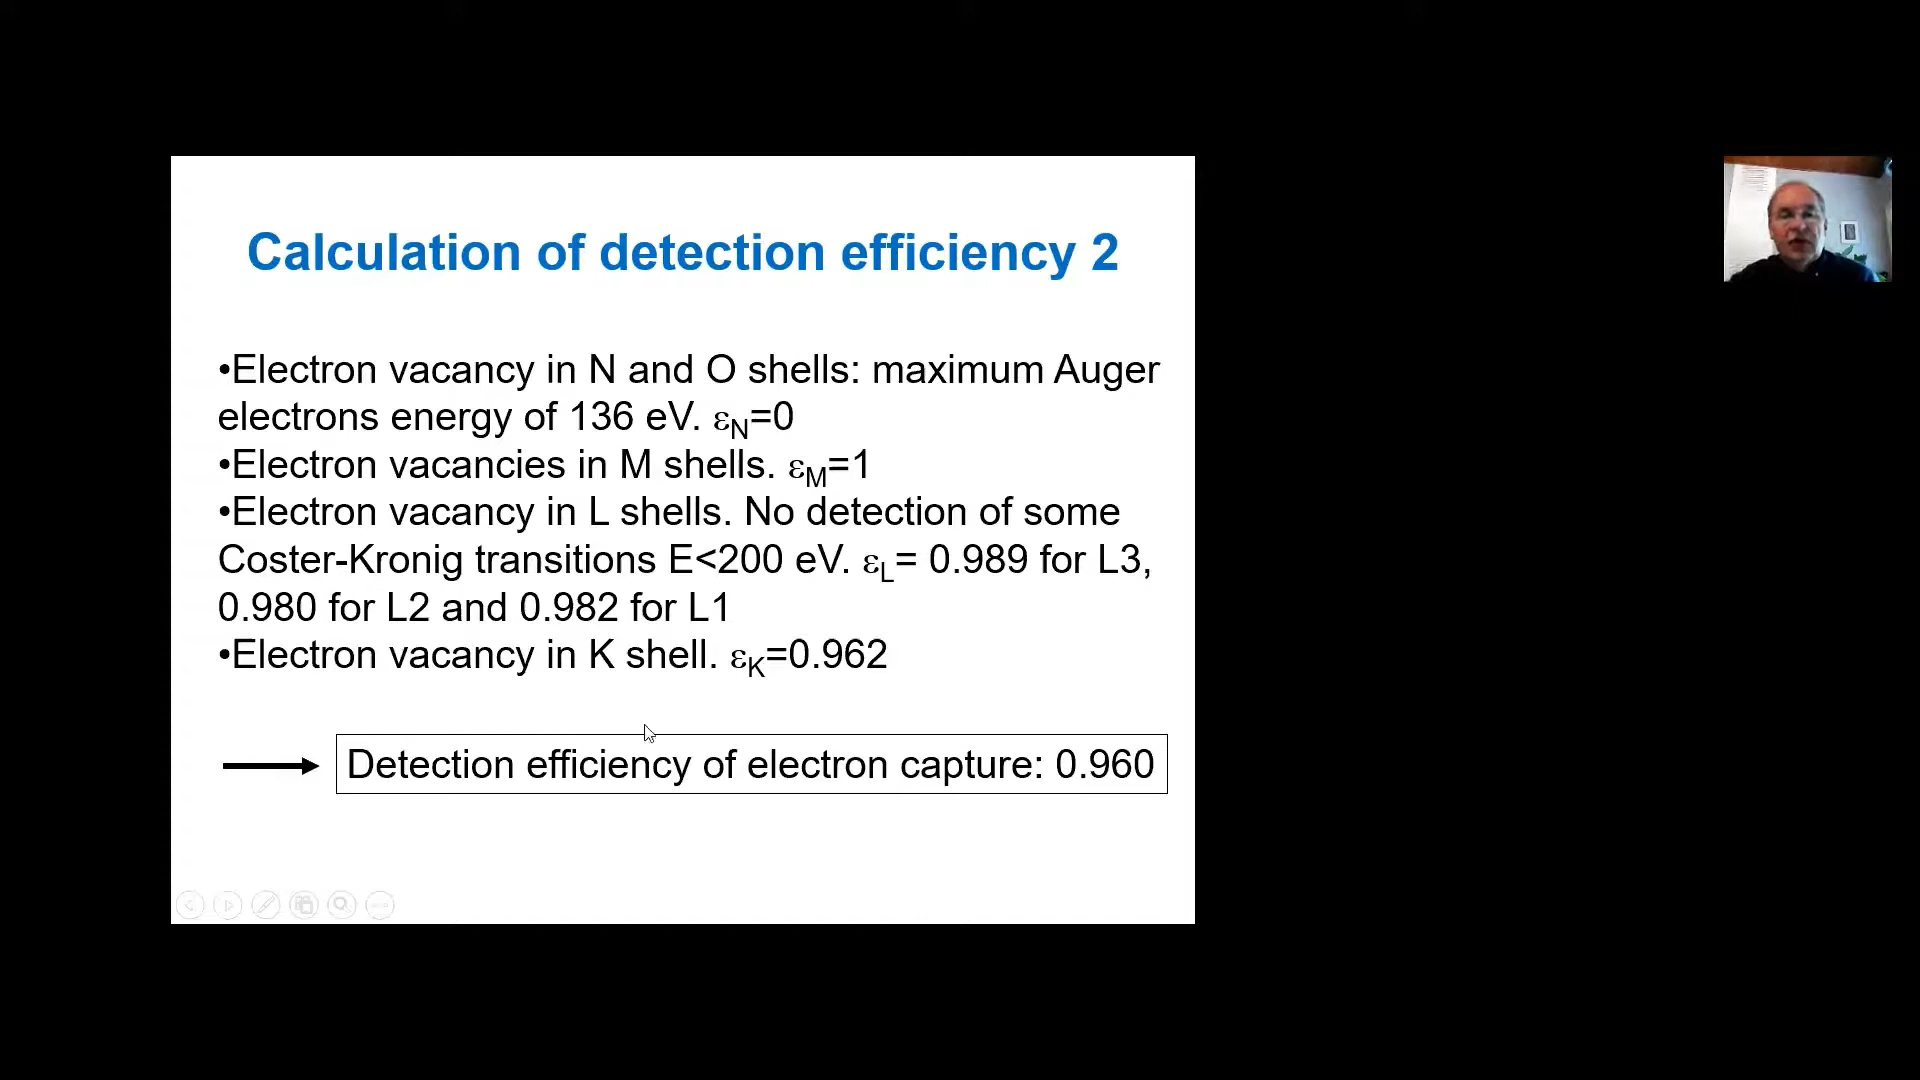 Calculation of detection efficiency 2
•Electron vacancy in N and O shells: maximum Auger
electrons energy of 136 eV. εN=0
•Electron vacancies in M shells. εM=1
•Electron vacancy in L shells. No detection of some
Coster-Kronig transitions E<200 eV. εL= 0.989 for L3,
0.980 for L2 and 0.982 for L1
•Electron vacancy in K shell. εK=0.962
Detection efficiency of electron capture: 0.960